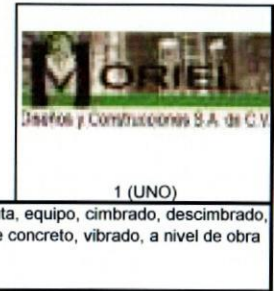 MORIEL
Diseños y Construcciones S.A. de C.V.
1 (UNO)
ta, equipo, cimbrado, descimbrado,
e concreto, vibrado, a nivel de obra